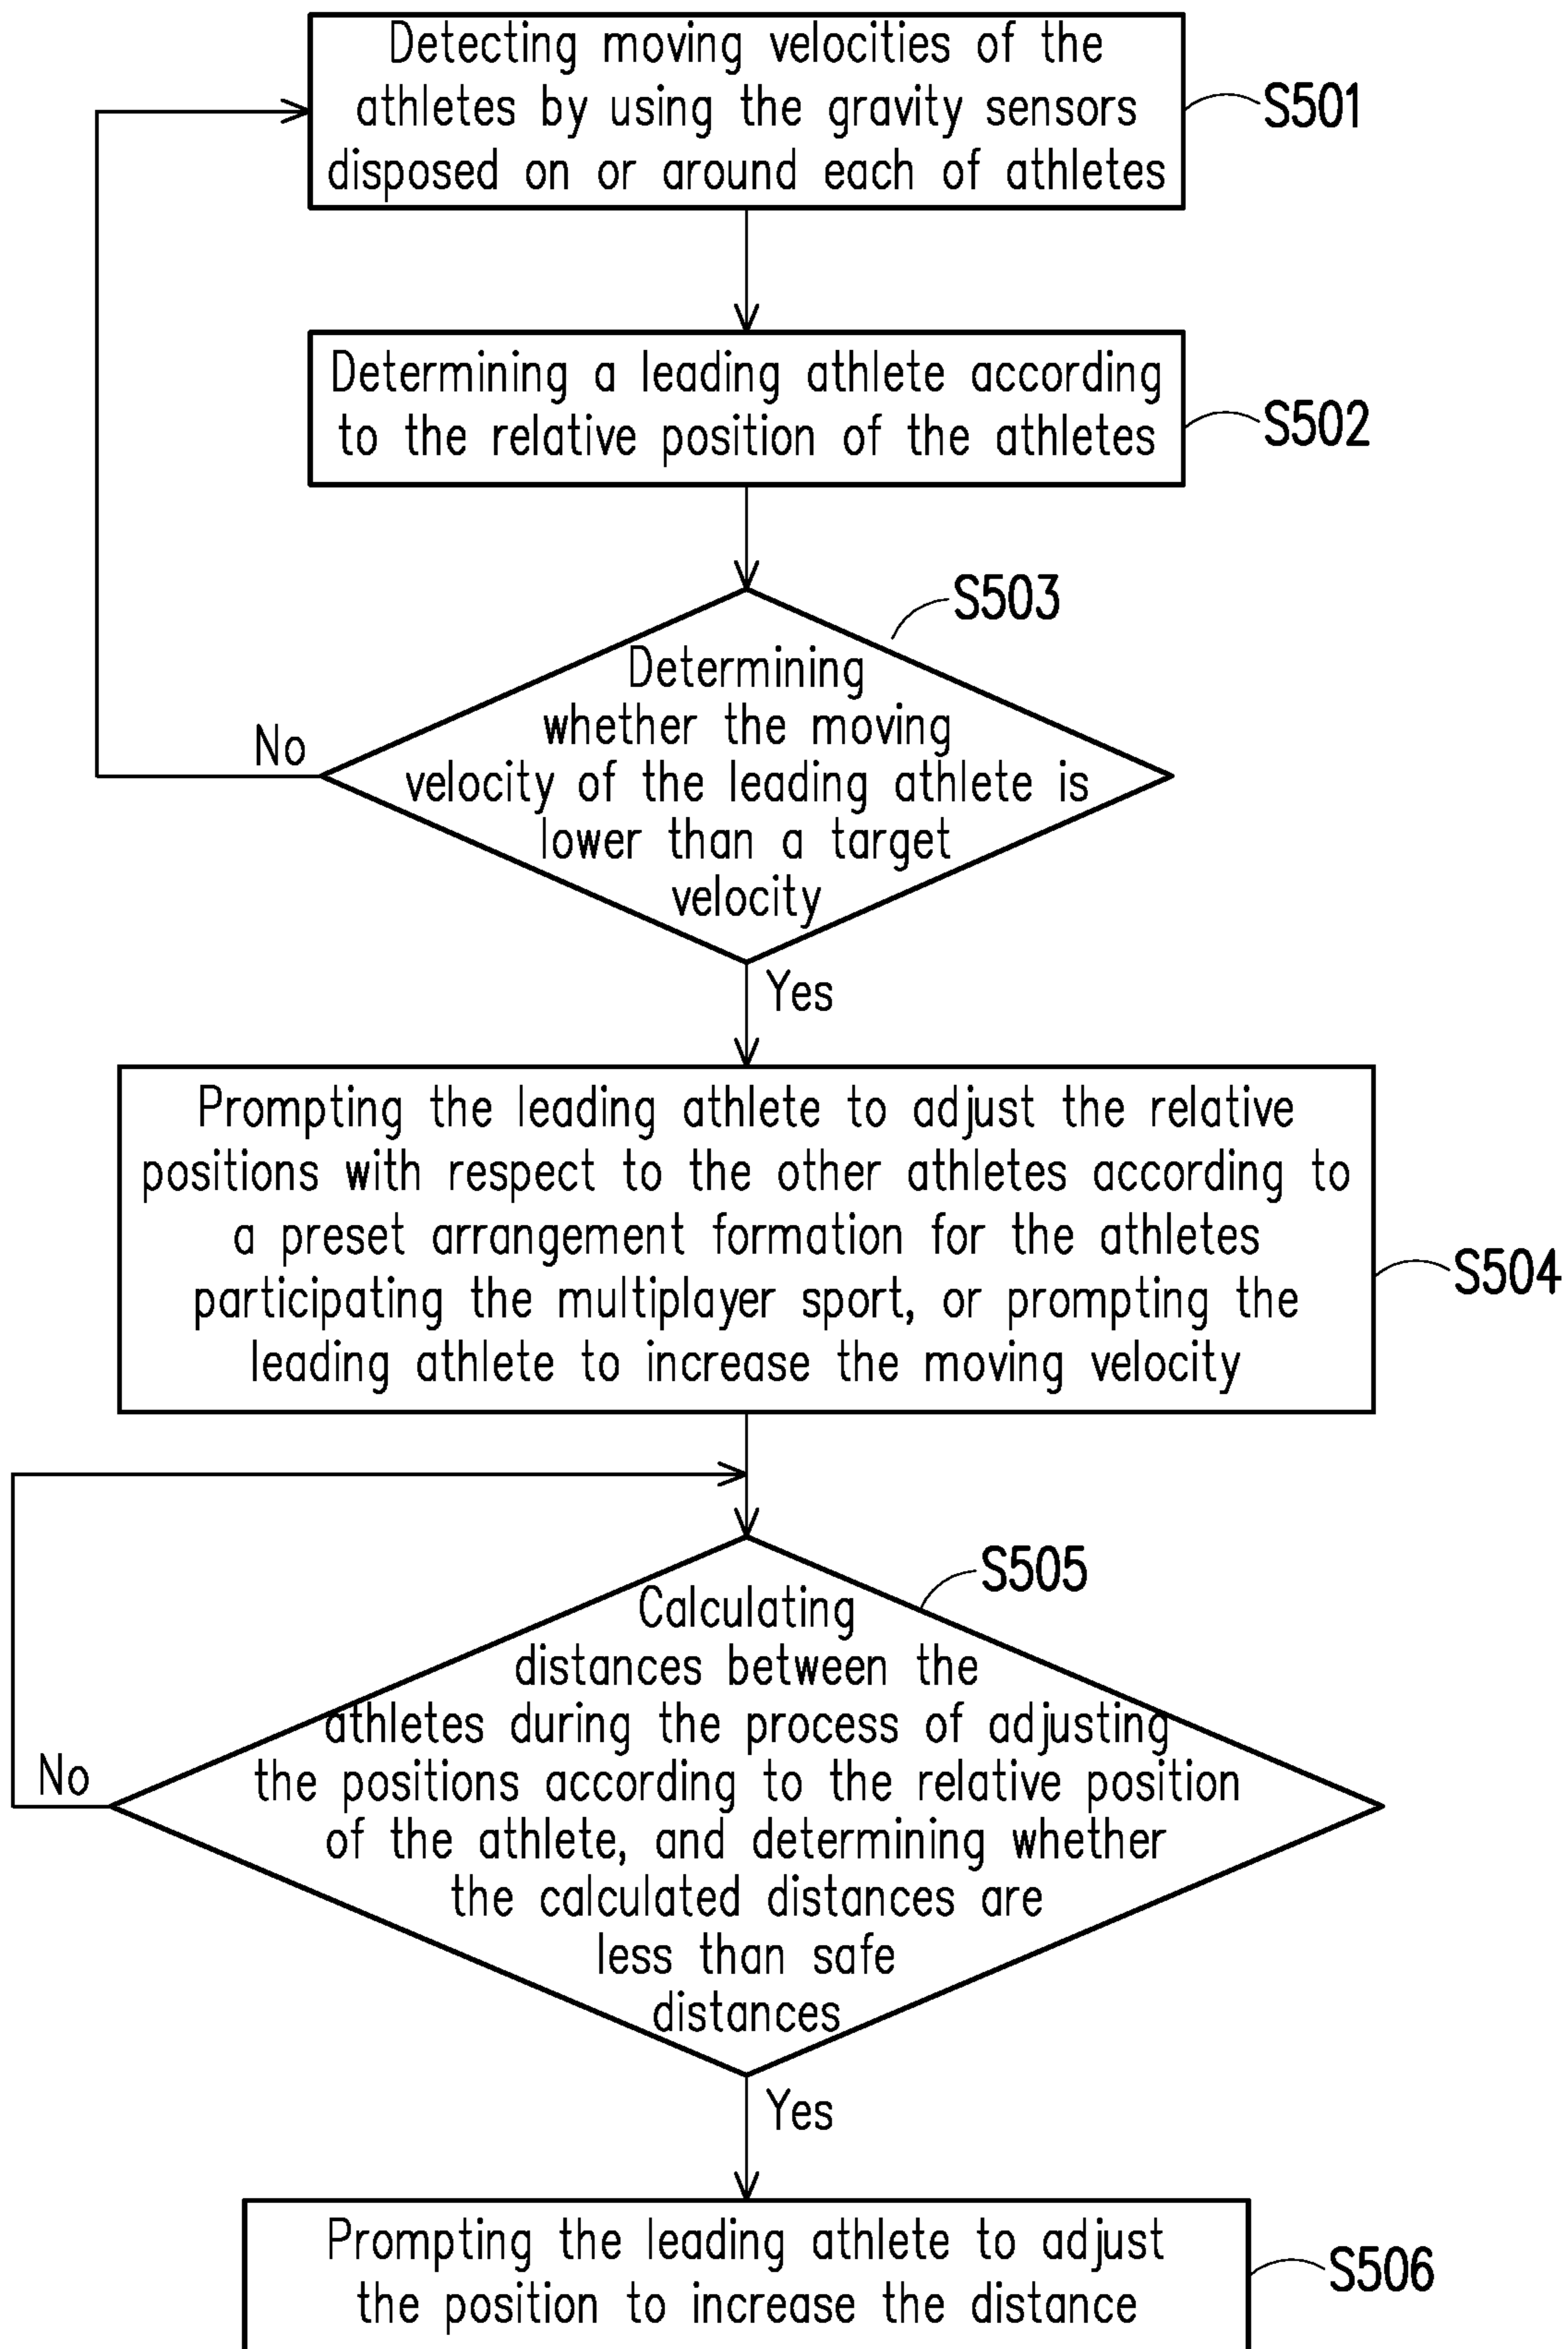 Detecting moving velocities of the
athletes by using the gravity sensors
disposed on or around each of athletes
S501
Determining a leading athlete according
to the relative position of the athletes
S502
S503
Determining
whether the moving
velocity of the leading athlete is
lower than a target
velocity
No
Yes
Prompting the leading athlete to adjust the relative
positions with respect to the other athletes according to
a preset arrangement formation for the athletes
participating the multiplayer sport, or prompting the
leading athlete to increase the moving velocity
S504
S505
Calculating
distances between the
athletes during the process of adjusting
the positions according to the relative position
of the athlete, and determining whether
the calculated distances are
less than safe
distances
No
Yes
Prompting the leading athlete to adjust
the position to increase the distance
S506